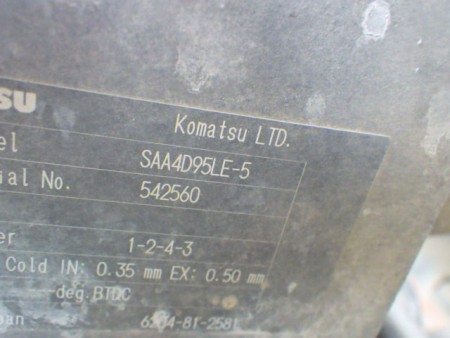 SU
Komatsu LTD.
el SAA4D95LE-5
al No. 542560
er 1-2-4-3
Cold IN: 0.35 mm EX: 0.50 mm
deg.BTDC
pan 6204-81-2581